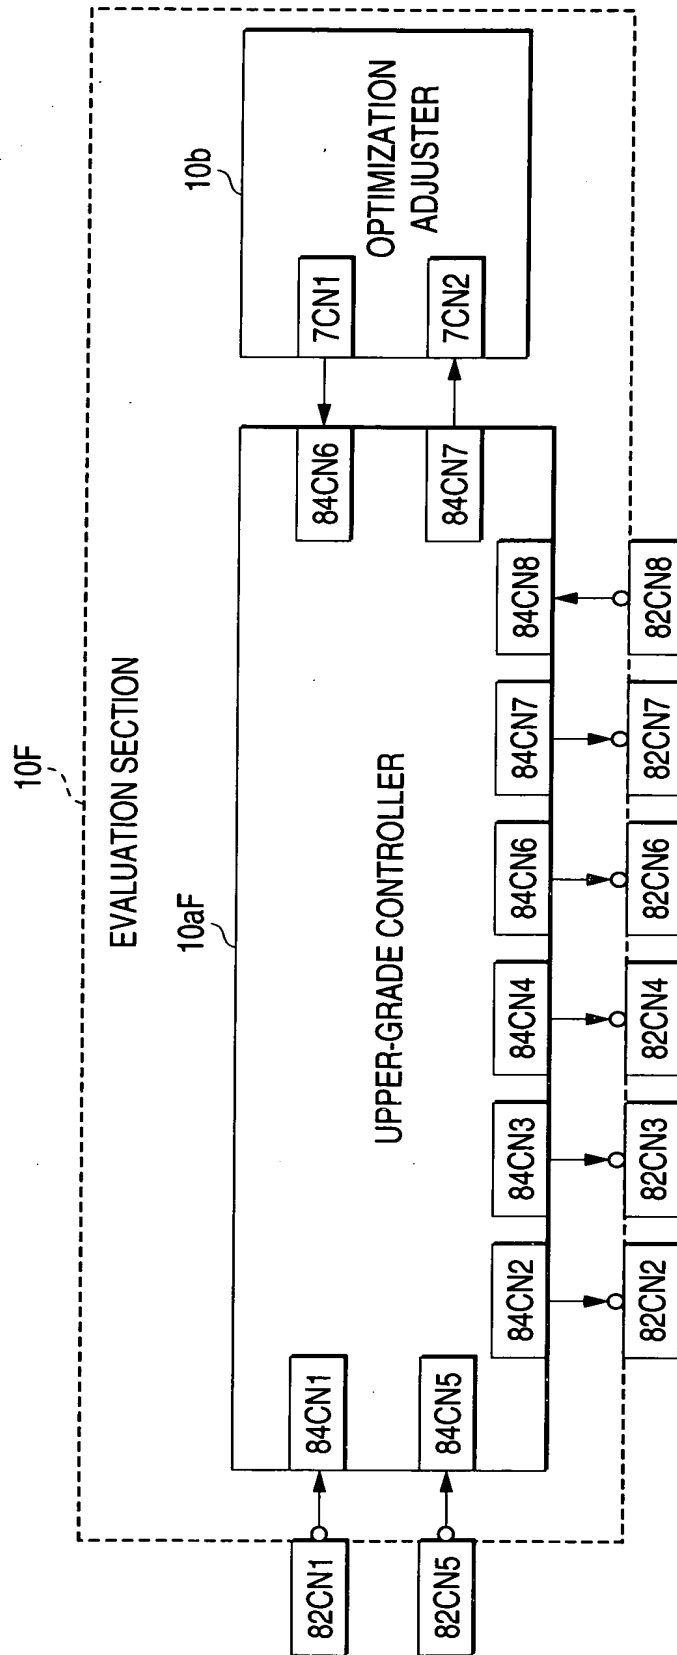 10F
EVALUATION SECTION
10aF
10b
UPPER-GRADE CONTROLLER
OPTIMIZATION
ADJUSTER
82CN1
84CN1
84CN6
7CN1
82CN5
84CN5
84CN7
7CN2
84CN2
84CN3
84CN4
84CN6
84CN7
84CN8
82CN2
82CN3
82CN4
82CN6
82CN7
82CN8